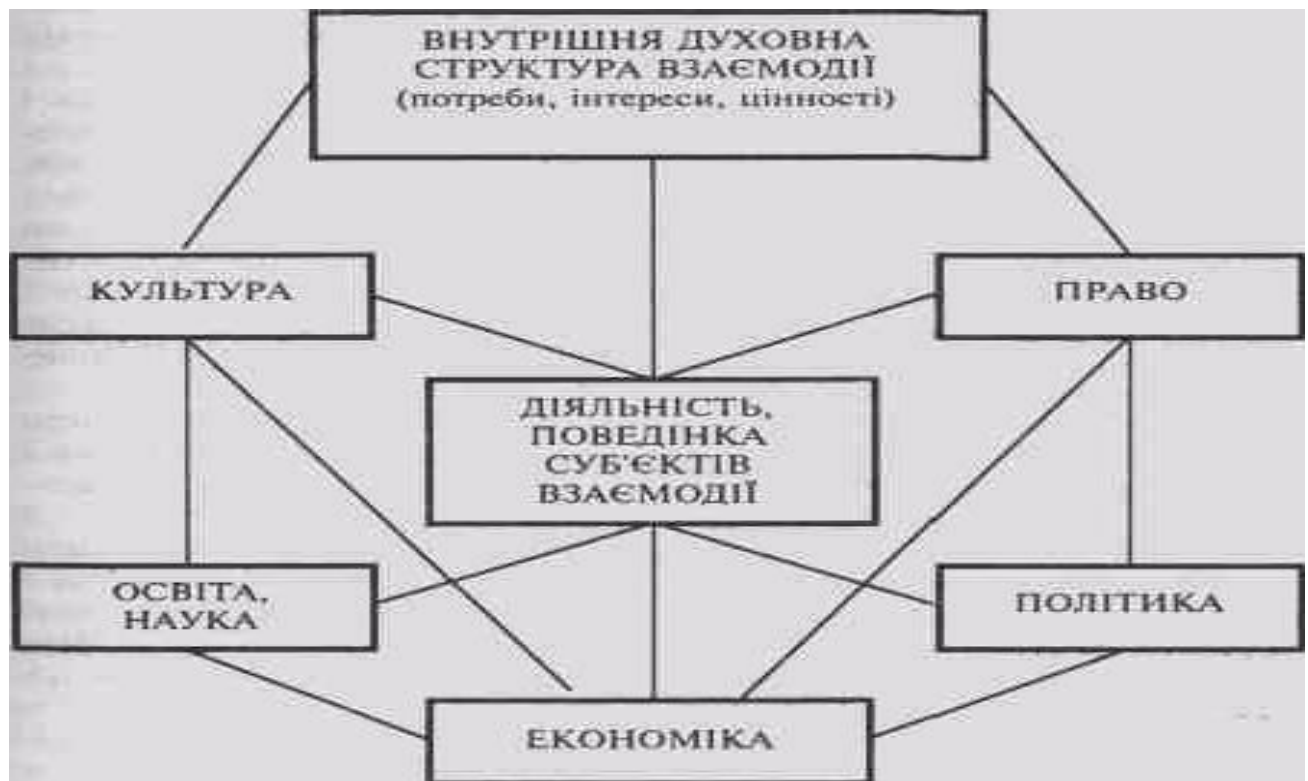 ВНУТРІШНЯ ДУХОВНА
СТРУКТУРА ВЗАЄМОДІЇ
(потреби, інтереси, цінності)
КУЛЬТУРА
ПРАВО
ДІЯЛЬНІСТЬ,
ПОВЕДІНКА
СУБ'ЄКТІВ
ВЗАЄМОДІЇ
ОСВІТА,
НАУКА
ПОЛІТИКА
ЕКОНОМІКА